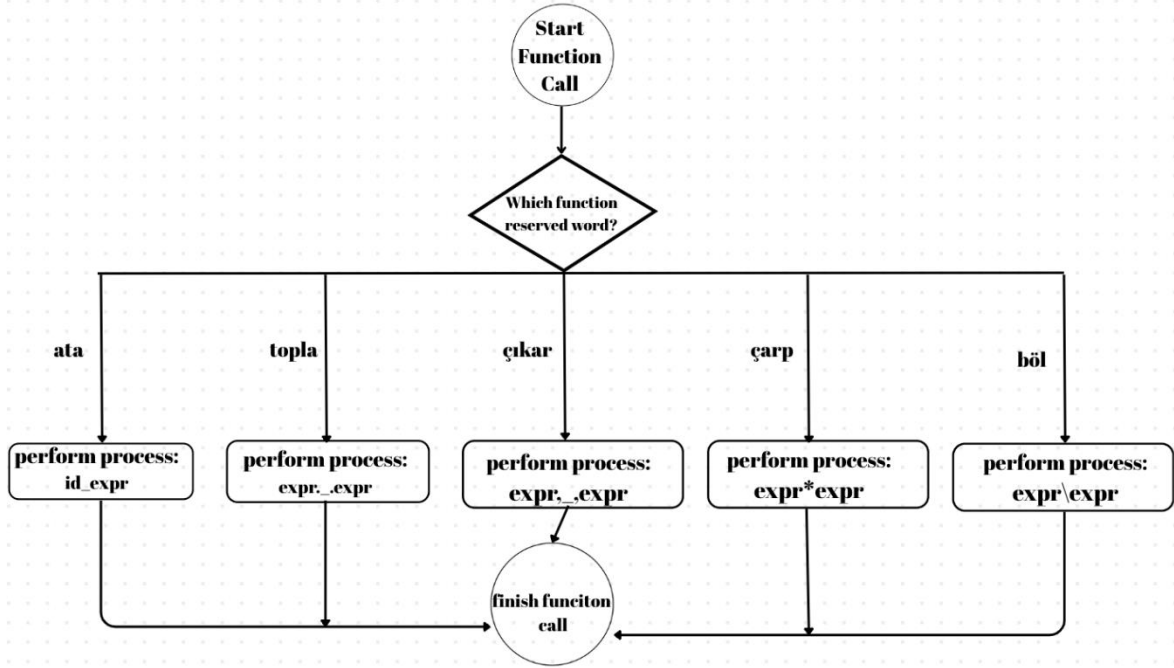 Start
Function
Call
Which function
reserved word?
ata
topla
çıkar
çarp
böl
perform process:
id_expr
perform process:
expr._.expr
perform process:
expr,_,expr
perform process:
expr*expr
perform process:
expr\expr
finish funciton
call